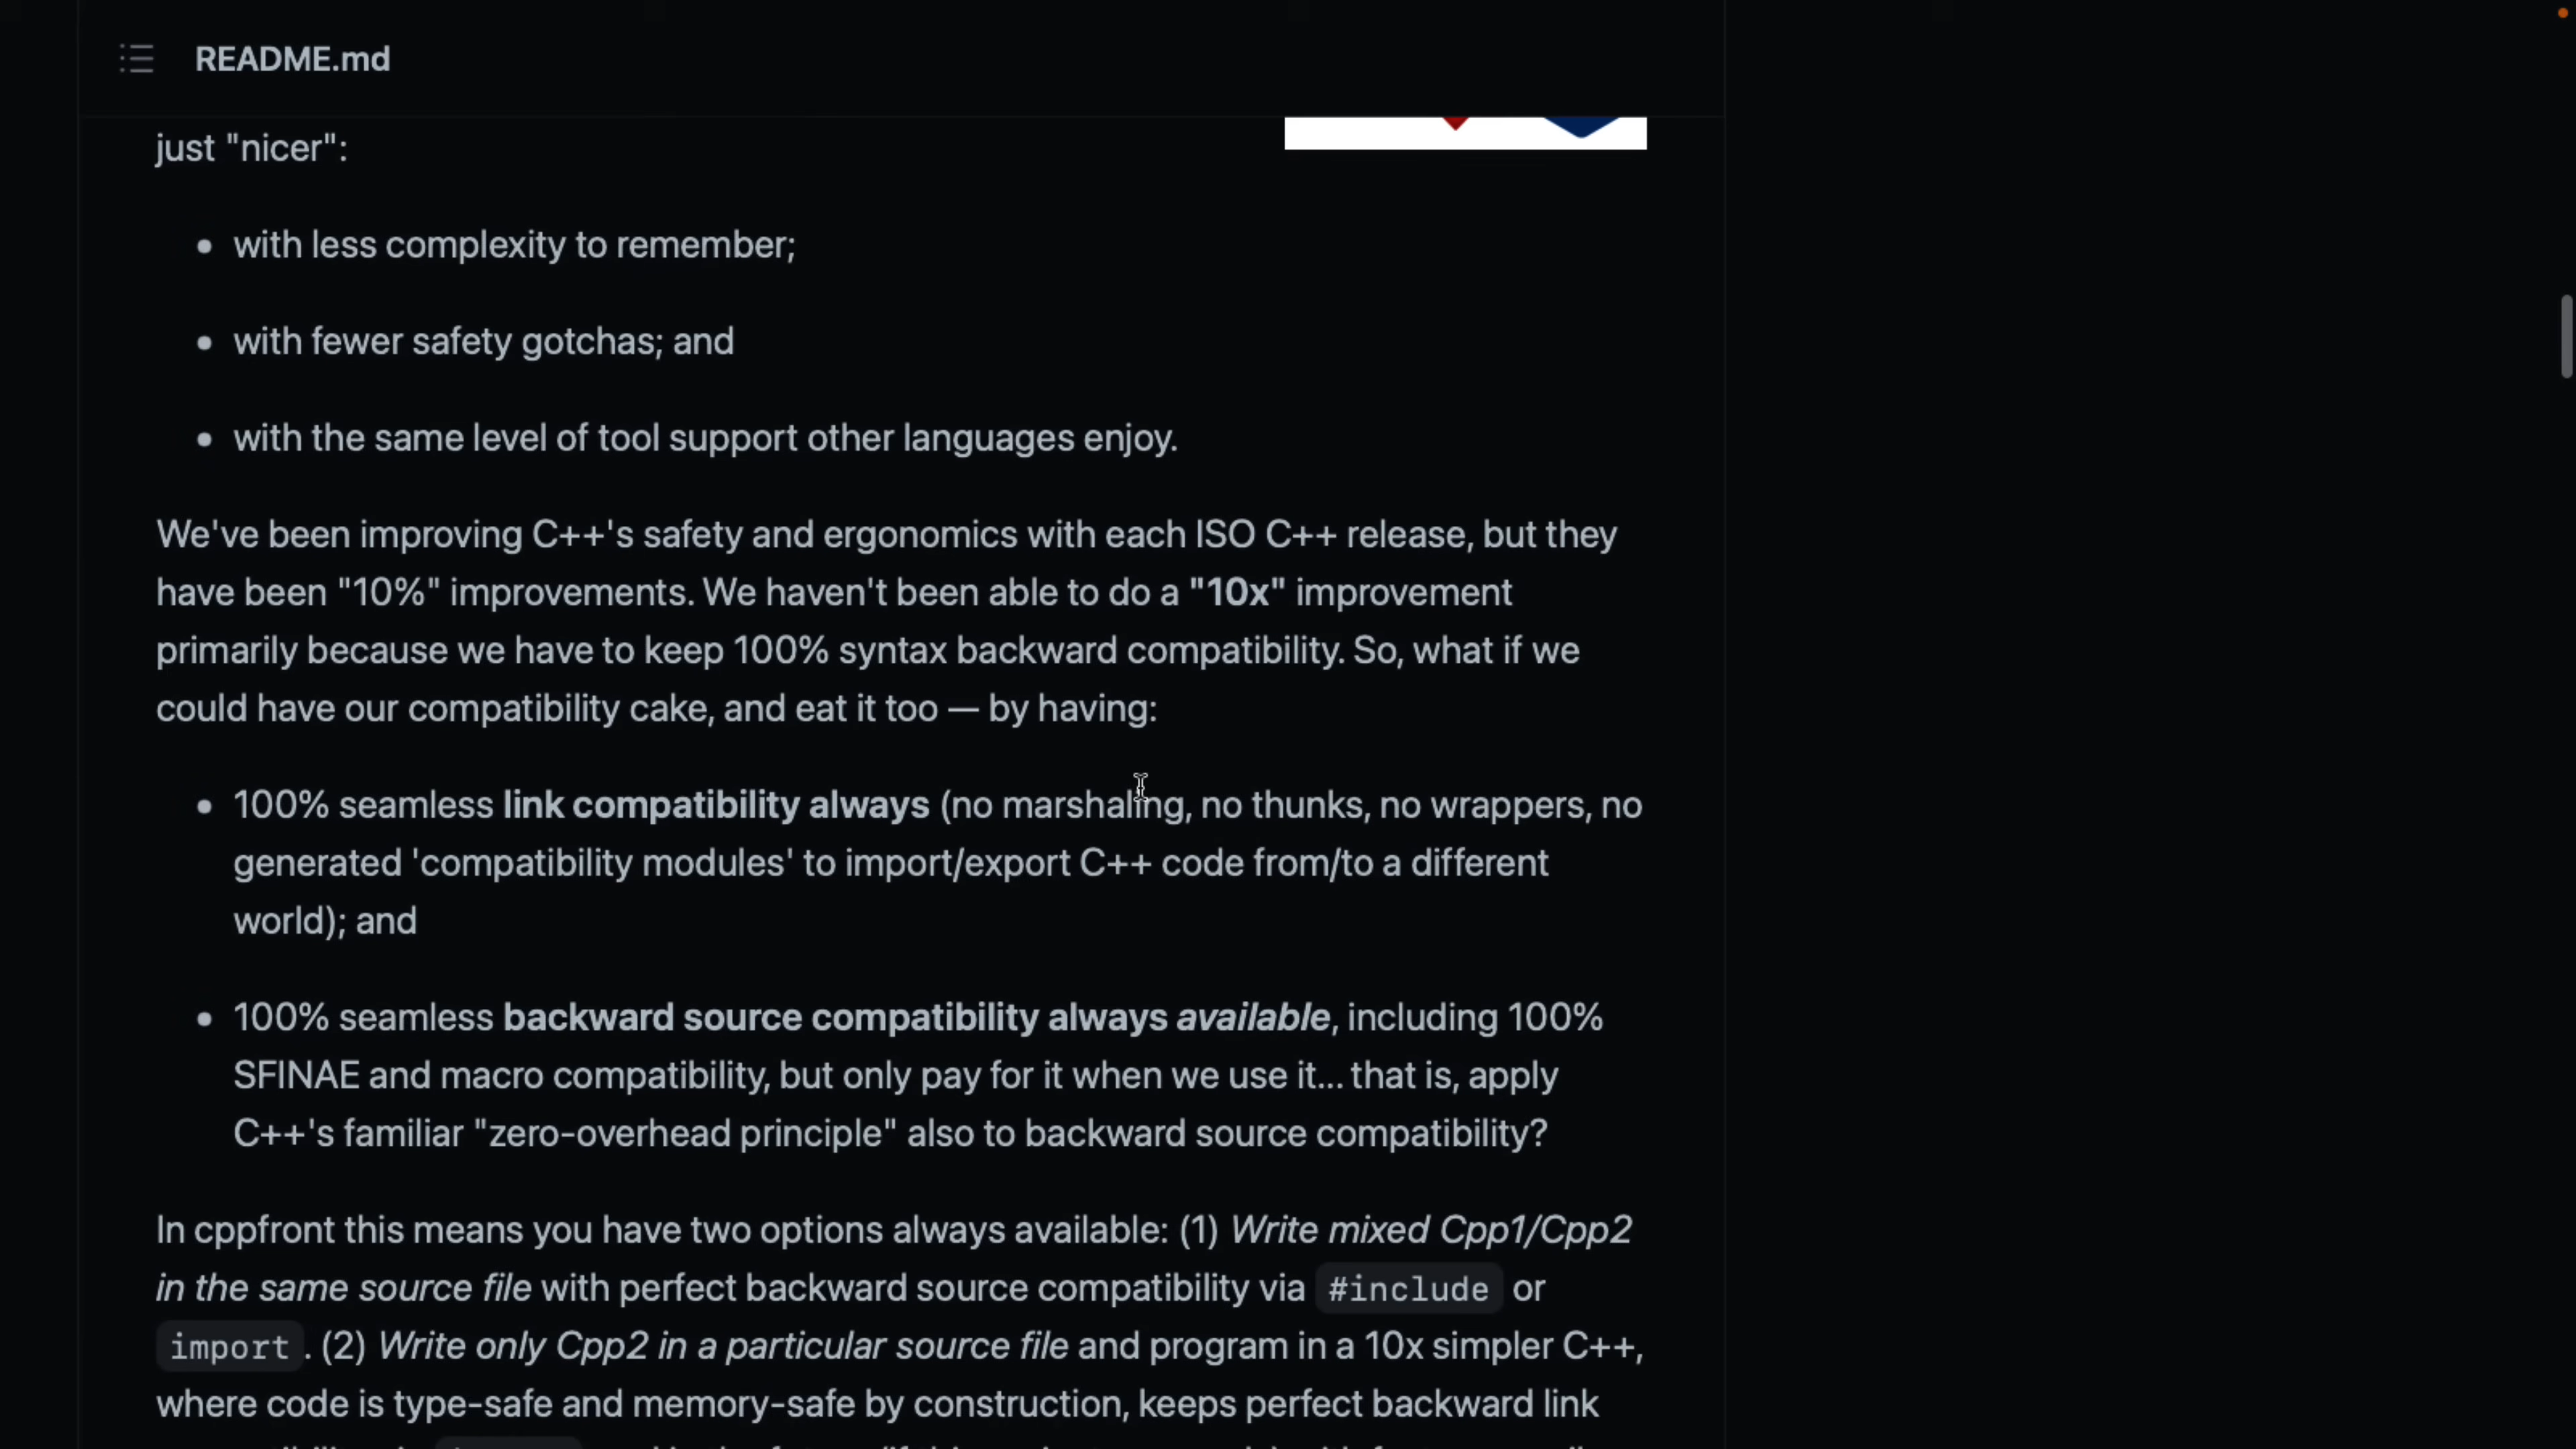 README.md
just "nicer":
• with less complexity to remember;
• with fewer safety gotchas; and
• with the same level of tool support other languages enjoy.
We've been improving C++'s safety and ergonomics with each ISO C++ release, but they
have been "10%" improvements. We haven't been able to do a "10x" improvement
primarily because we have to keep 100% syntax backward compatibility. So, what if we
could have our compatibility cake, and eat it too — by having:
• 100% seamless link compatibility always (no marshaling, no thunks, no wrappers, no
generated 'compatibility modules' to import/export C++ code from/to a different
world); and
• 100% seamless backward source compatibility always available, including 100%
SFINAE and macro compatibility, but only pay for it when we use it... that is, apply
C++'s familiar "zero-overhead principle" also to backward source compatibility?
In cppfront this means you have two options always available: (1) Write mixed Cpp1/Cpp2
in the same source file with perfect backward source compatibility via #include or
import. (2) Write only Cpp2 in a particular source file and program in a 10x simpler C++,
where code is type-safe and memory-safe by construction, keeps perfect backward link